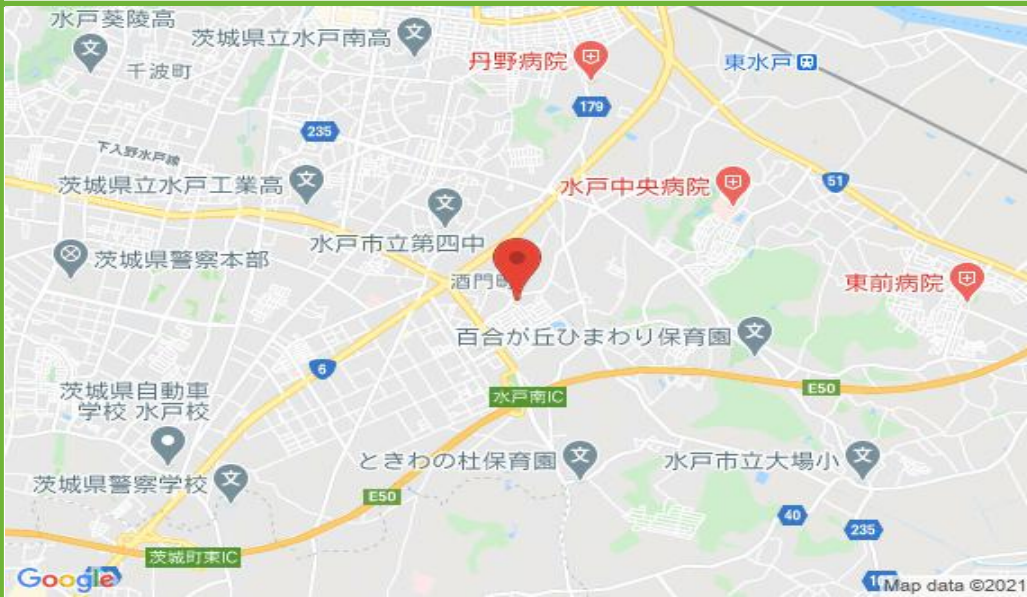 水戸葵陵高
茨城県立水戸南高
千波町
丹野病院
東水戸
179
235
下入野水戸線
茨城県立水戸工業高
水戸中央病院
51
水戸市立第四中
茨城県警察本部
酒門町
東前病院
百合が丘ひまわり保育園
6
茨城県自動車
学校 水戸校
水戸南IC
E50
ときわの杜保育園
水戸市立大場小
茨城県警察学校
E50
40
235
茨城町東IC
Google
Map data ©2021